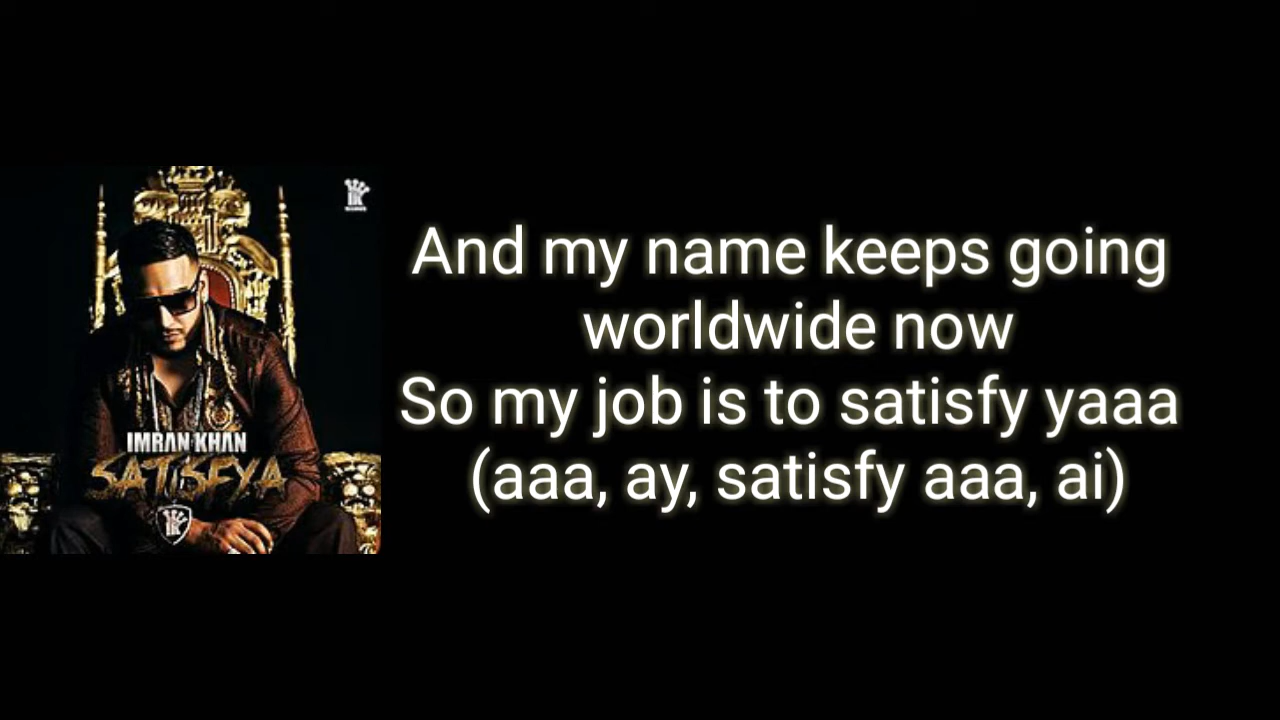 IMRAN KHAN
SATISFYA
And my name keeps going
worldwide now
So my job is to satisfy yaaa
(aaa, ay, satisfy aaa, ai)